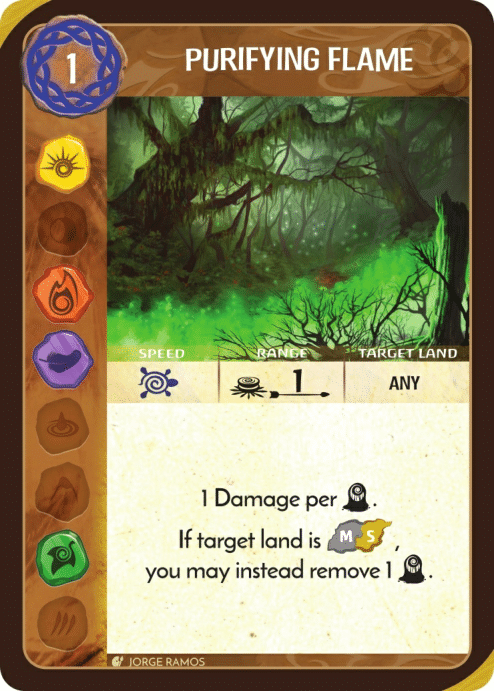 1
PURIFYING FLAME
SPEED RANGE TARGET LAND
1 ANY
1 Damage per .
If target land is M S ,
you may instead remove 1 .
JORGE RAMOS